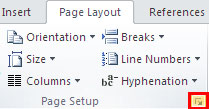 Insert Page Layout References
Orientation Breaks
Size Line Numbers
Columns Hyphenation
Page Setup